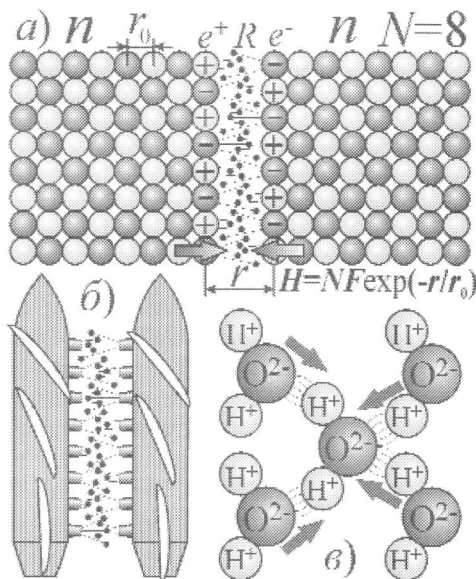 а) n r₀ e⁺ R e⁻ n N=8
r H=NFexp(-r/r₀)
б)
H⁺ H⁺
O²⁻ O²⁻
H⁺ H⁺ H⁺
O²⁻
H⁺ H⁺ H⁺
O²⁻ O²⁻
H⁺ в) H⁺